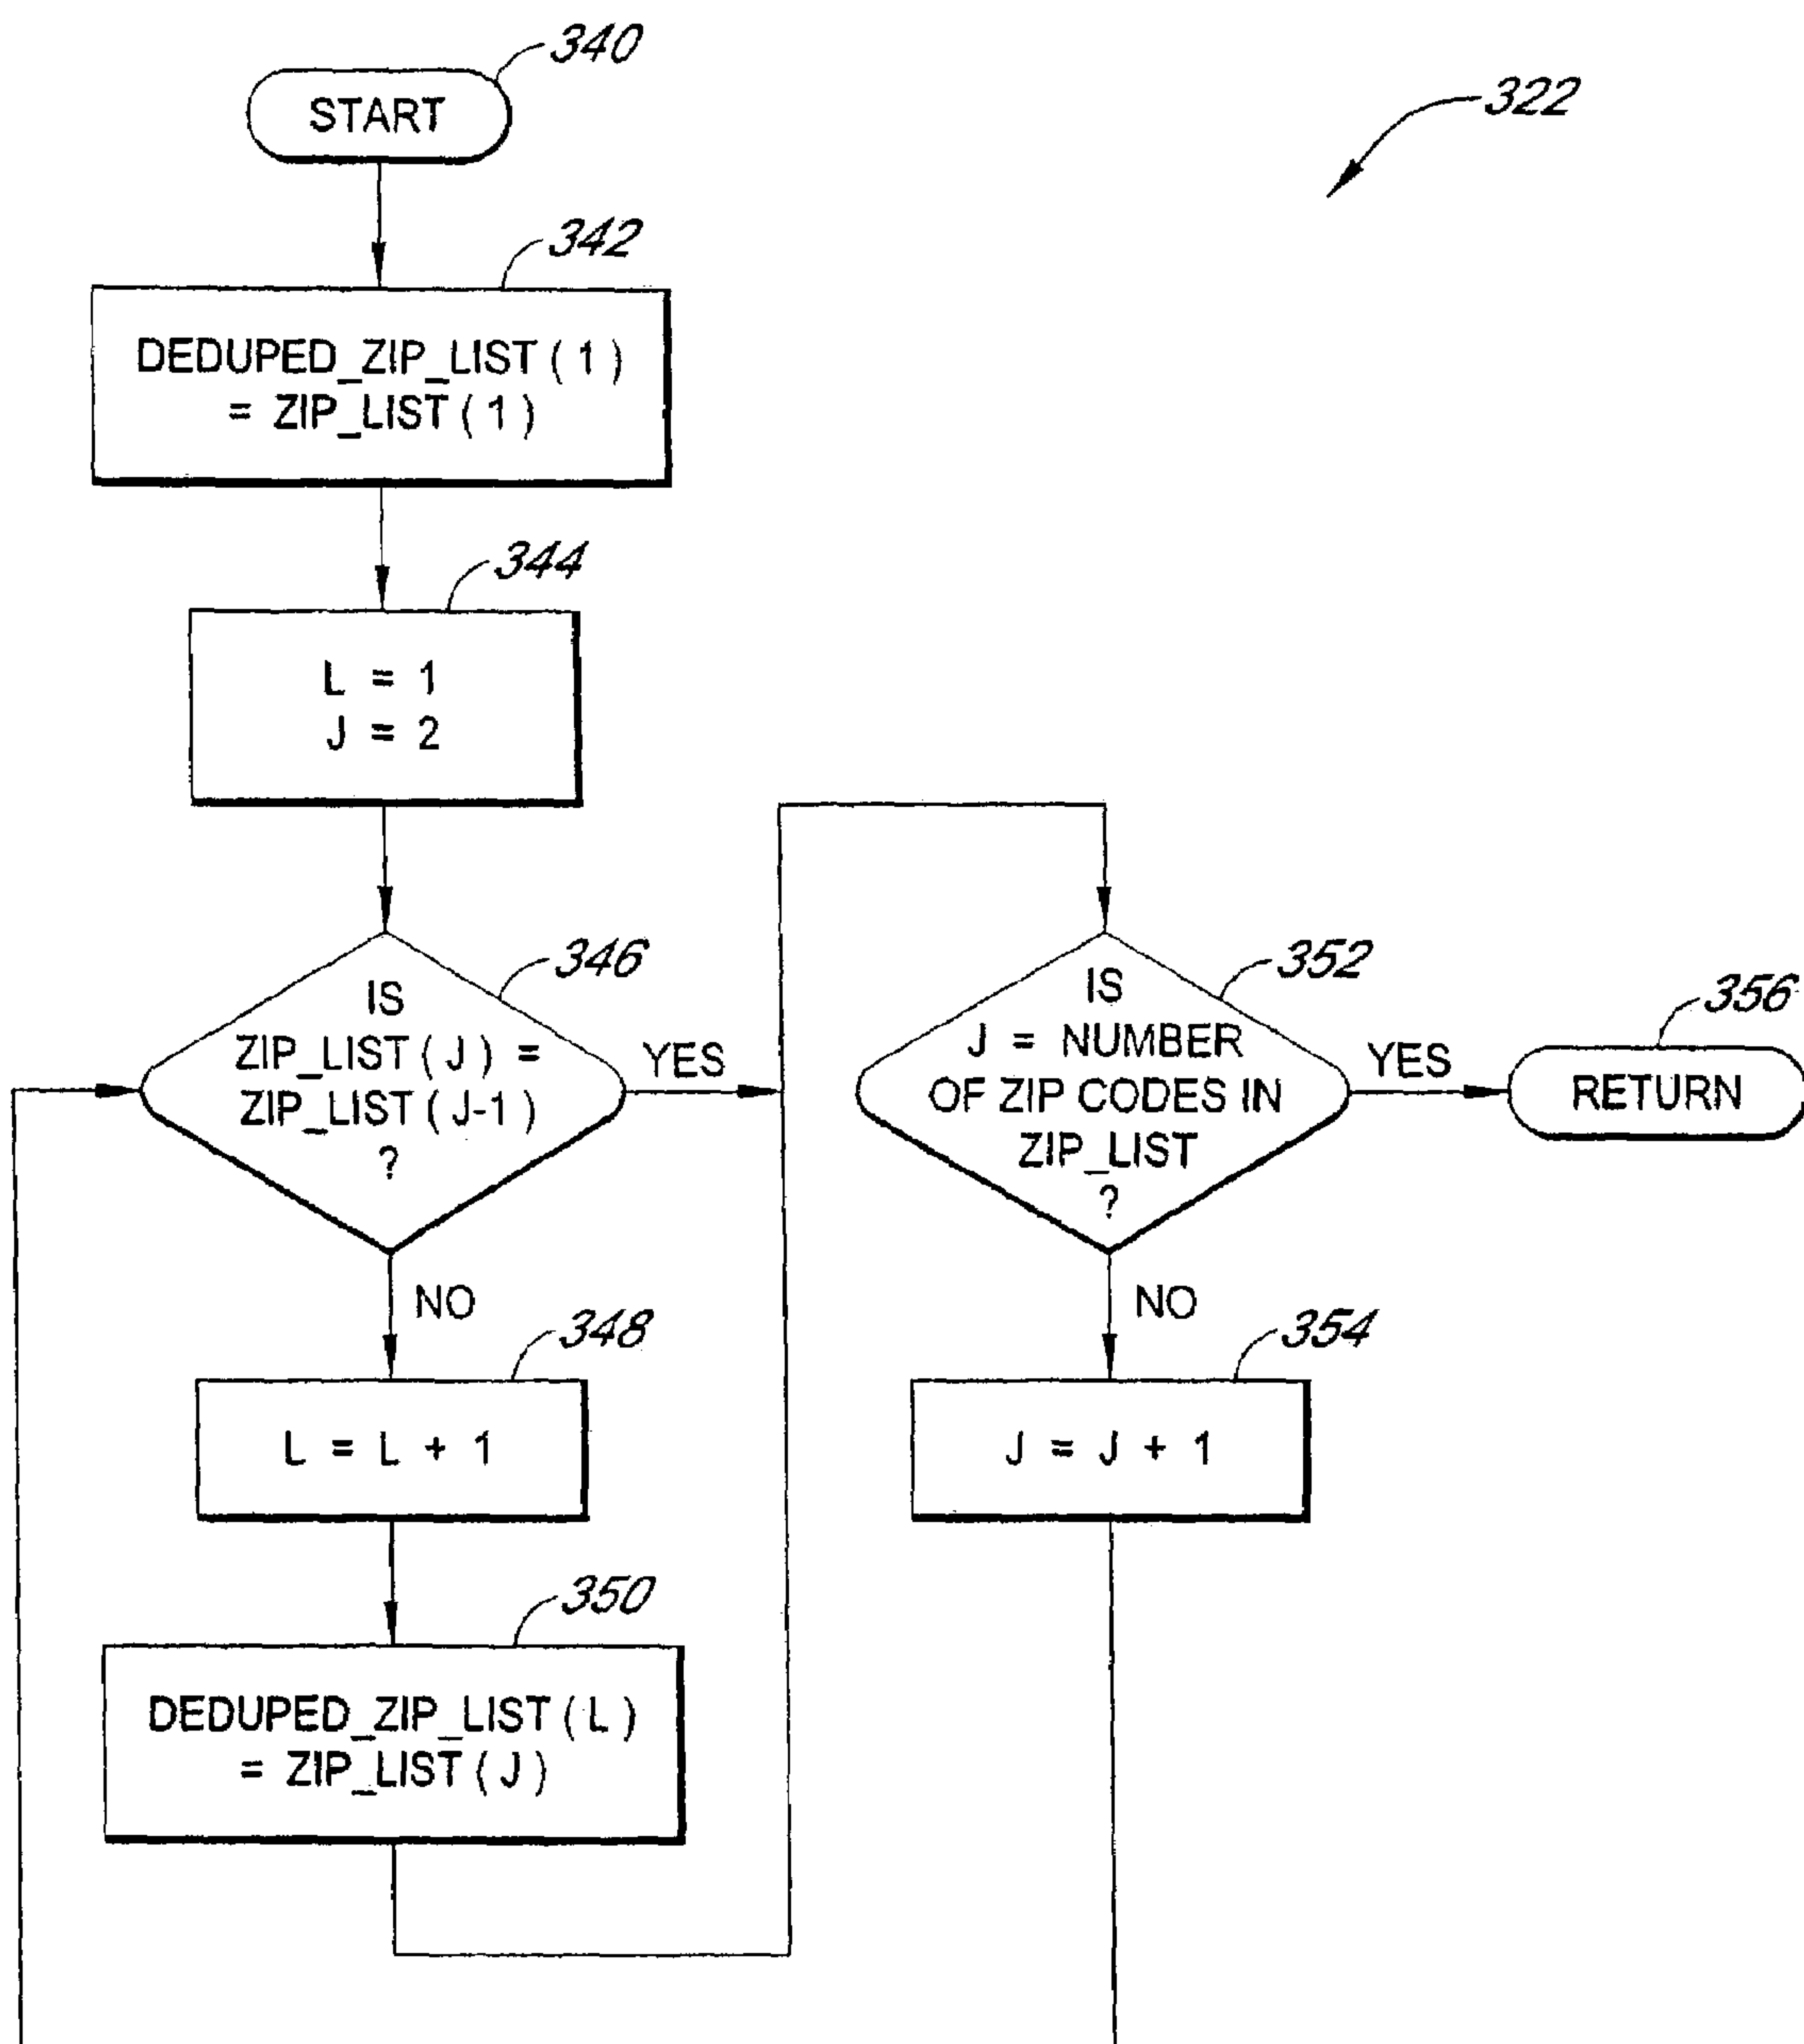 340
START
322
342
DEDUPED_ZIP_LIST ( 1 )
= ZIP_LIST ( 1 )
344
L = 1
J = 2
346
IS
ZIP_LIST ( J ) =
ZIP_LIST ( J-1 )
?
YES
NO
348
L = L + 1
350
DEDUPED_ZIP_LIST ( L )
= ZIP_LIST ( J )
352
IS
J = NUMBER
OF ZIP CODES IN
ZIP_LIST
?
YES
356
RETURN
NO
354
J = J + 1